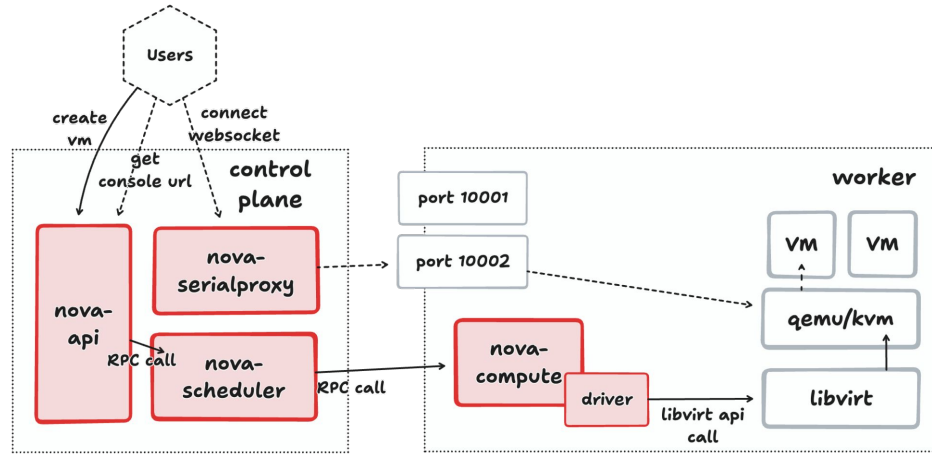 Users
create
vm
connect
websocket
get
console url
control
plane
worker
port 10001
port 10002
vm
vm
nova-
serialproxy
nova-
api
qemu/kvm
nova-
compute
RPC call
nova-
scheduler
RPC call
driver
libvirt api
call
libvirt